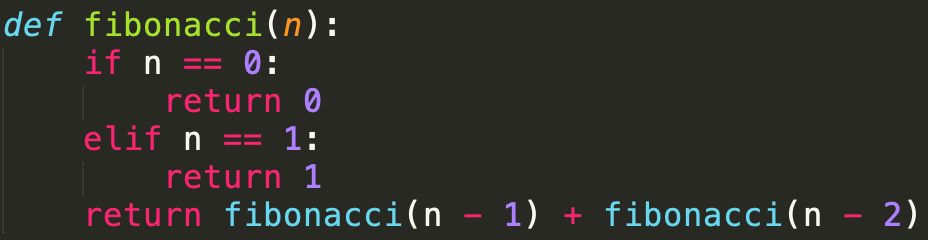 def fibonacci(n):
    if n == 0:
        return 0
    elif n == 1:
        return 1
    return fibonacci(n - 1) + fibonacci(n - 2)